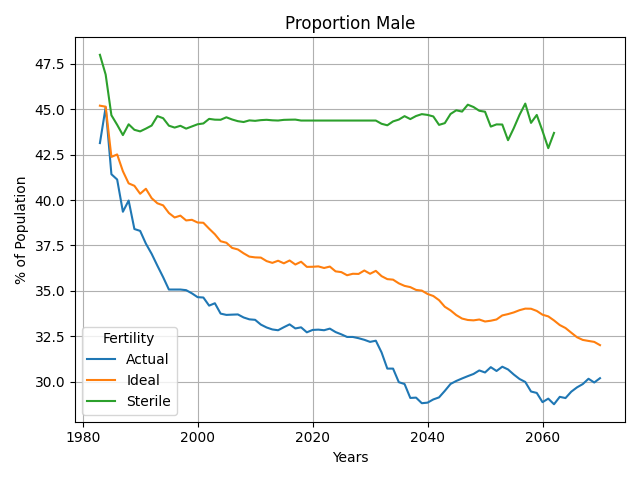 Proportion Male
% of Population
47.5
45.0
42.5
40.0
37.5
35.0
32.5
30.0
Fertility
Actual
Ideal
Sterile
1980
2000
2020
2040
2060
Years